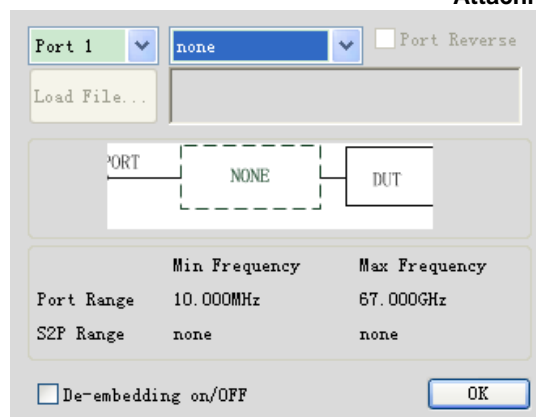 Port 1 none Port Reverse
Load File...
PORT NONE DUT
Min Frequency Max Frequency
Port Range 10.000MHz 67.000GHz
S2P Range none none
De-embedding on/OFF OK